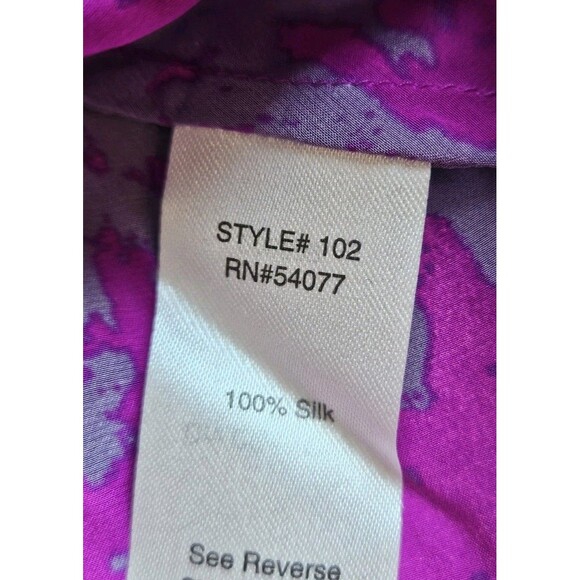 STYLE# 102
RN#54077
100% Silk
See Reverse